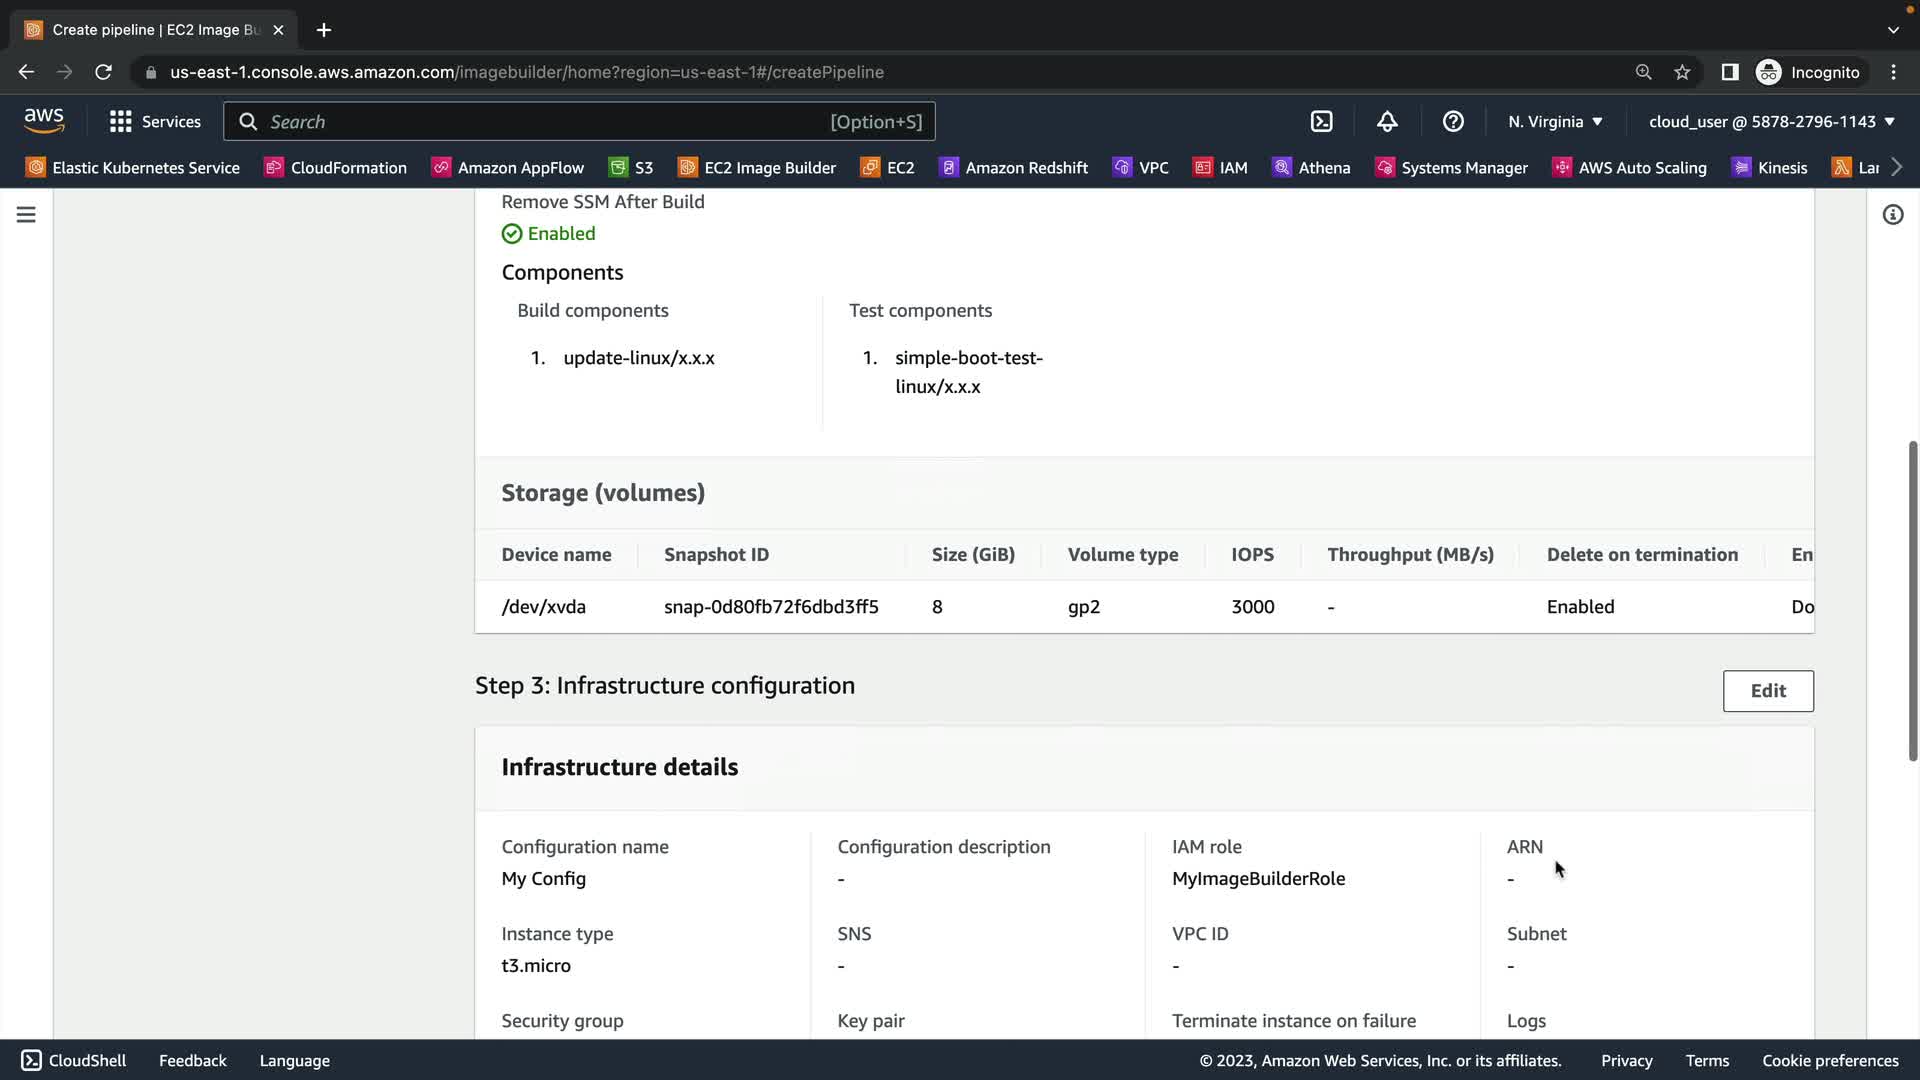 Create pipeline | EC2 Image Bu
us-east-1.console.aws.amazon.com/imagebuilder/home?region=us-east-1#/createPipeline
Incognito
aws
Services
Search
[Option+S]
N. Virginia
cloud_user @ 5878-2796-1143
Elastic Kubernetes Service
CloudFormation
Amazon AppFlow
S3
EC2 Image Builder
EC2
Amazon Redshift
VPC
IAM
Athena
Systems Manager
AWS Auto Scaling
Kinesis
Lar
Remove SSM After Build
Enabled
Components
Build components
Test components
1. update-linux/x.x.x
1. simple-boot-test-
linux/x.x.x
Storage (volumes)
Device name Snapshot ID Size (GiB) Volume type IOPS Throughput (MB/s) Delete on termination En
/dev/xvda snap-0d80fb72f6dbd3ff5 8 gp2 3000 - Enabled Do
Step 3: Infrastructure configuration
Edit
Infrastructure details
Configuration name Configuration description IAM role ARN
My Config - MyImageBuilderRole -
Instance type SNS VPC ID Subnet
t3.micro - - -
Security group Key pair Terminate instance on failure Logs
CloudShell Feedback Language © 2023, Amazon Web Services, Inc. or its affiliates. Privacy Terms Cookie preferences